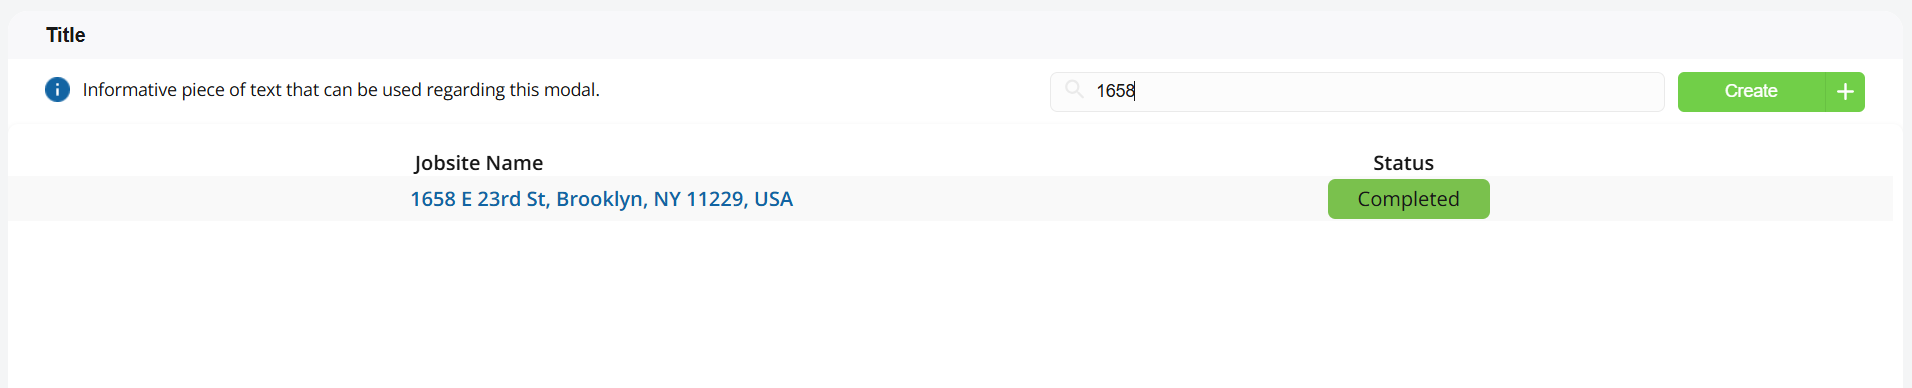 Title
Informative piece of text that can be used regarding this modal.
1658
Create +
Jobsite Name Status
1658 E 23rd St, Brooklyn, NY 11229, USA Completed